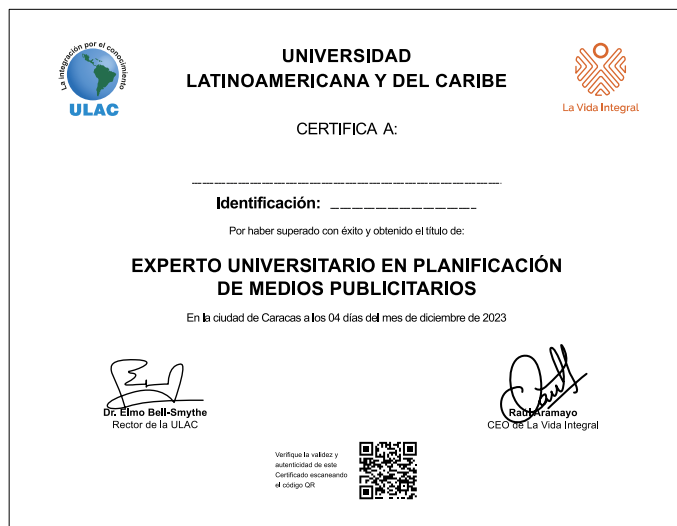 La integración por el conocimiento
ULAC
UNIVERSIDAD
LATINOAMERICANA Y DEL CARIBE
La Vida Integral
CERTIFICA A:
Identificación:
Por haber superado con éxito y obtenido el título de:
EXPERTO UNIVERSITARIO EN PLANIFICACIÓN
DE MEDIOS PUBLICITARIOS
En la ciudad de Caracas a los 04 días del mes de diciembre de 2023
Dr. Elmo Bell-Smythe
Rector de la ULAC
Raúl Aramayo
CEO de La Vida Integral
Verifique la validez y
autenticidad de este
Certificado escaneando
el código QR